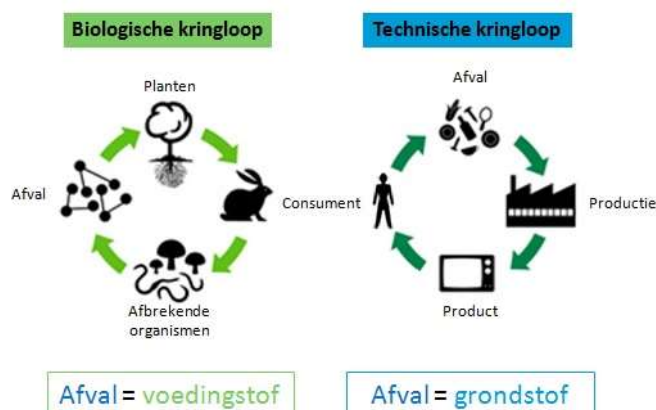 Biologische kringloop
Planten
Afval
Consument
Afbrekende
organismen
Afval = voedingstof
Technische kringloop
Afval
Productie
Product
Afval = grondstof